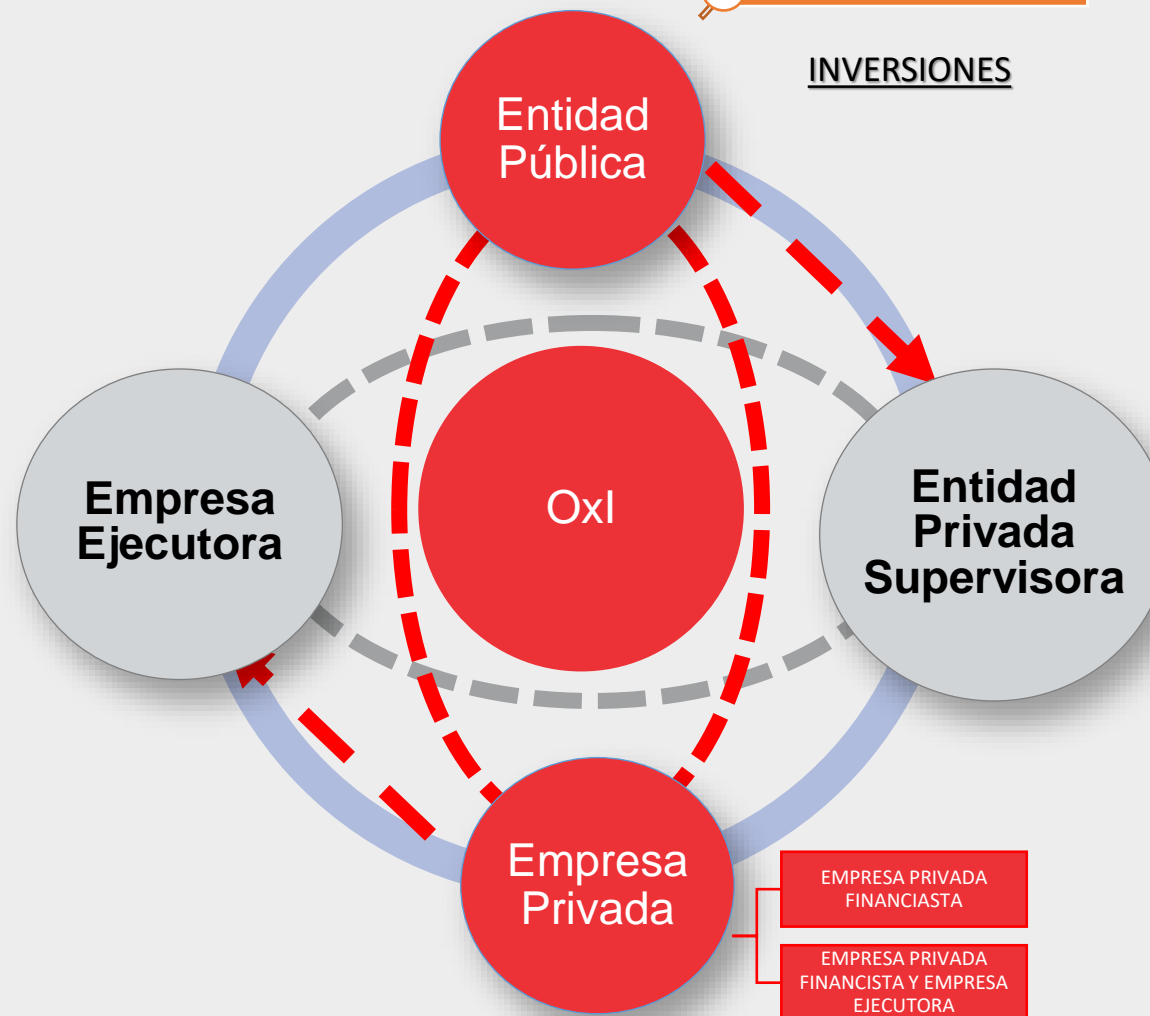 INVERSIONES
Entidad
Pública
Empresa
Ejecutora
OxI
Entidad
Privada
Supervisora
Empresa
Privada
EMPRESA PRIVADA
FINANCIASTA
EMPRESA PRIVADA
FINANCISTA Y EMPRESA
EJECUTORA